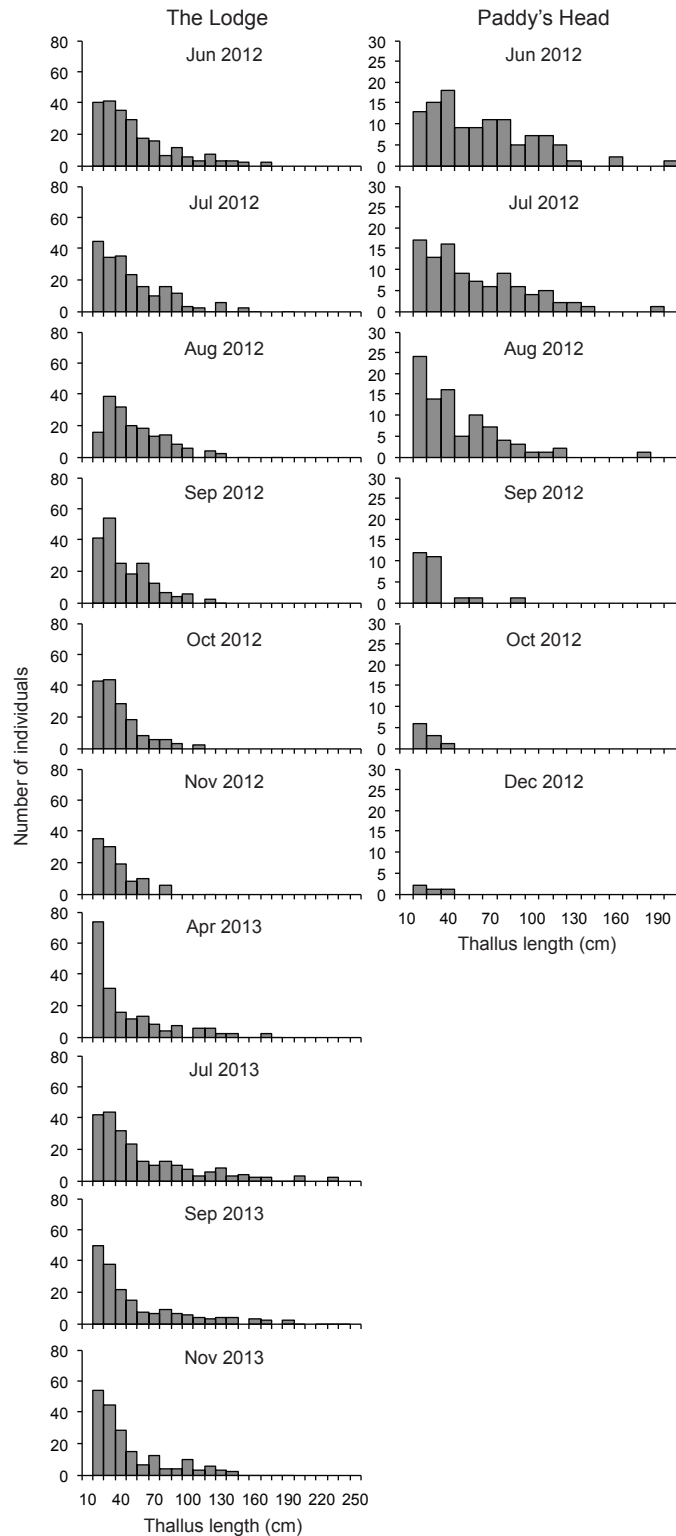 The Lodge Paddy's Head
Jun 2012 Jun 2012
80 60 40 20 0
30 25 20 15 10 5 0
Jul 2012 Jul 2012
80 60 40 20 0
30 25 20 15 10 5 0
Aug 2012 Aug 2012
80 60 40 20 0
30 25 20 15 10 5 0
Sep 2012 Sep 2012
80 60 40 20 0
30 25 20 15 10 5 0
Oct 2012 Oct 2012
80 60 40 20 0
30 25 20 15 10 5 0
Number of individuals
Nov 2012 Dec 2012
80 60 40 20 0
30 25 20 15 10 5 0
10 40 70 100 130 160 190
Thallus length (cm)
Apr 2013
80 60 40 20 0
Jul 2013
80 60 40 20 0
Sep 2013
80 60 40 20 0
Nov 2013
80 60 40 20 0
10 40 70 100 130 160 190 220 250
Thallus length (cm)